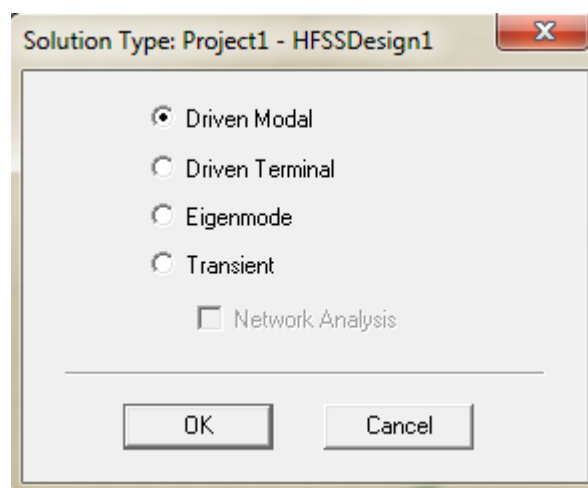 Solution Type: Project1 - HFSSDesign1
Driven Modal
Driven Terminal
Eigenmode
Transient
Network Analysis
OK
Cancel